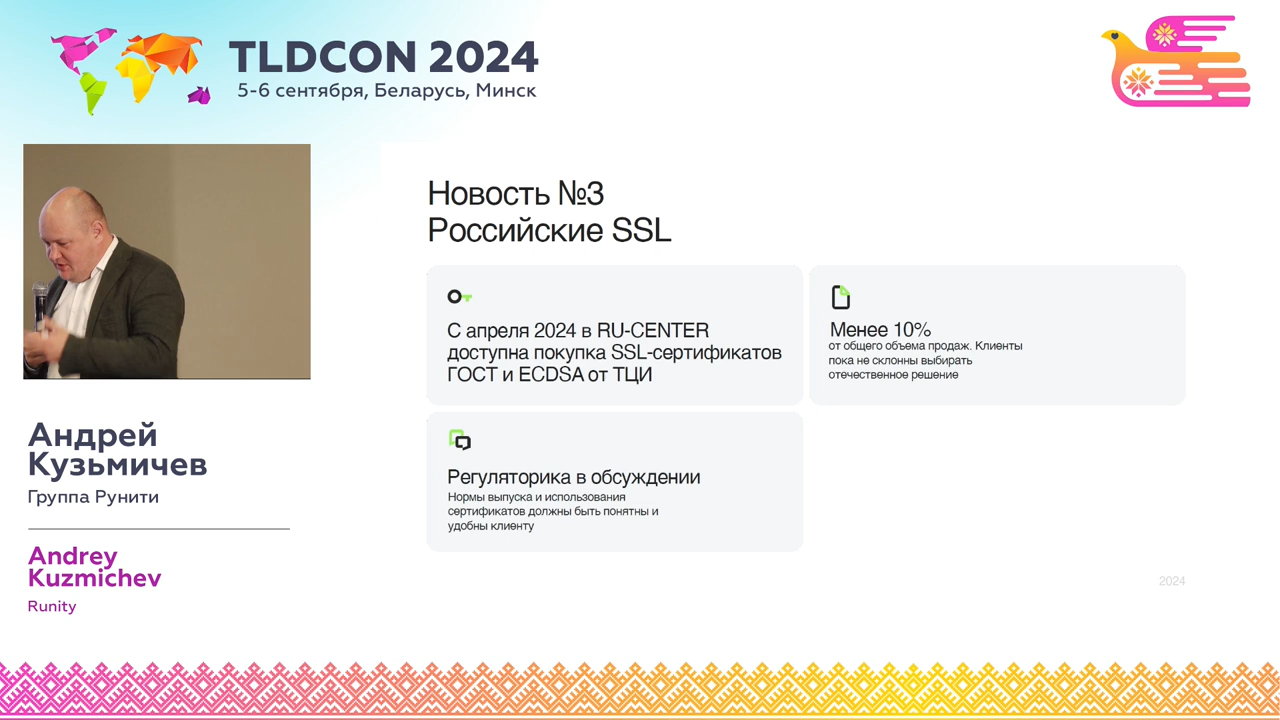 TLDCON 2024
5-6 сентября, Беларусь, Минск
Новость №3
Российские SSL
С апреля 2024 в RU-CENTER
доступна покупка SSL-сертификатов
ГОСТ и ECDSA от ТЦИ
Менее 10%
от общего объема продаж. Клиенты
пока не склонны выбирать
отечественное решение
Регуляторика в обсуждении
Нормы выпуска и использования
сертификатов должны быть понятны и
удобны клиенту
2024
Андрей
Кузьмичев
Группа Рунити
Andrey
Kuzmichev
Runity